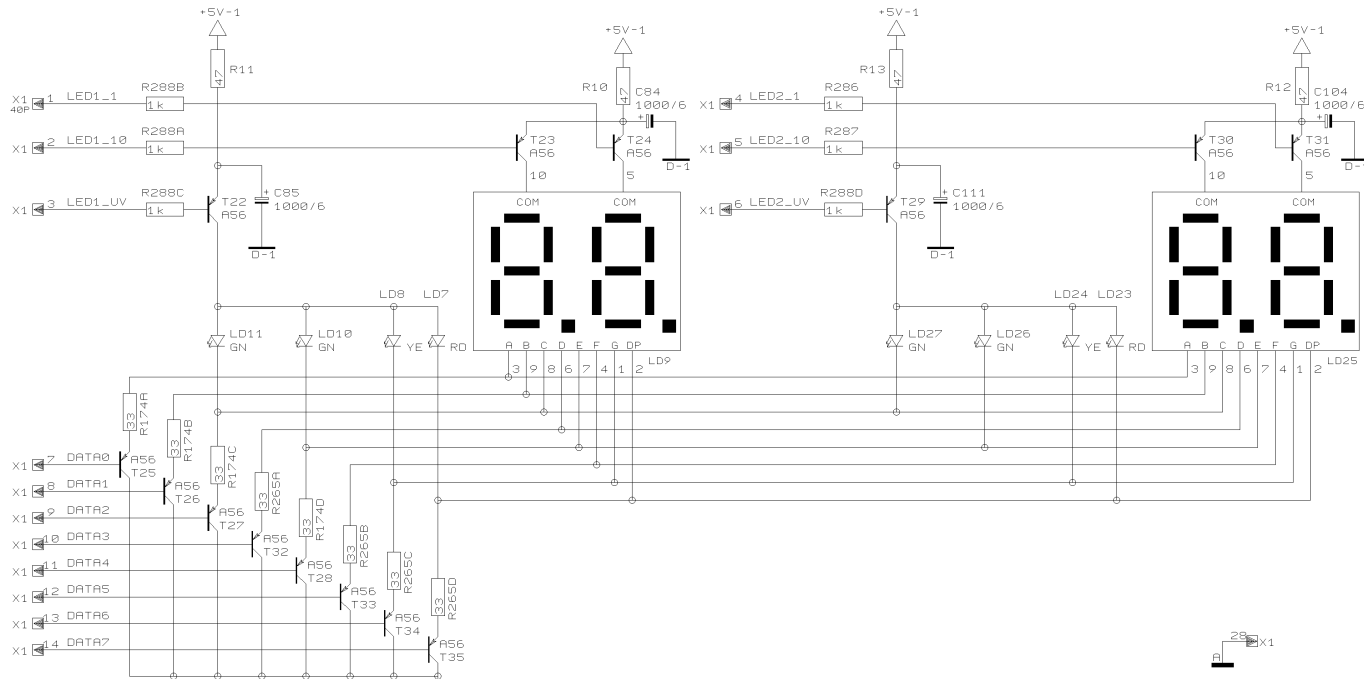 +5V-1
+5V-1
+5V-1
+5V-1
R11
47
R10
47
R13
47
R12
47
X1
40P
1
LED1_1
R288B
1k
C84
1000/6
+
X1
2
LED1_10
R288A
1k
T23
A56
T24
A56
D-1
10
5
X1
3
LED1_UV
R288C
1k
T22
A56
C85
1000/6
+
D-1
X1
4
LED2_1
R286
1k
C104
1000/6
+
X1
5
LED2_10
R287
1k
T30
A56
T31
A56
D-1
10
5
X1
6
LED2_UV
R288D
1k
T29
A56
C111
1000/6
+
D-1
COM
COM
COM
COM
LD8
LD7
LD24
LD23
LD11
GN
LD10
GN
YE
RD
LD27
GN
LD26
GN
YE
RD
A B C D E F G DP
LD9
3 9 8 6 7 4 1 2
A B C D E F G DP
LD25
3 9 8 6 7 4 1 2
33
R174A
33
R174B
33
R174C
33
R265A
33
R174D
33
R265B
33
R265C
33
R265D
X1
7
DATA0
A56
T25
X1
8
DATA1
A56
T26
X1
9
DATA2
A56
T27
X1
10
DATA3
A56
T32
X1
11
DATA4
A56
T28
X1
12
DATA5
A56
T33
X1
13
DATA6
A56
T34
X1
14
DATA7
A56
T35
28
X1
A